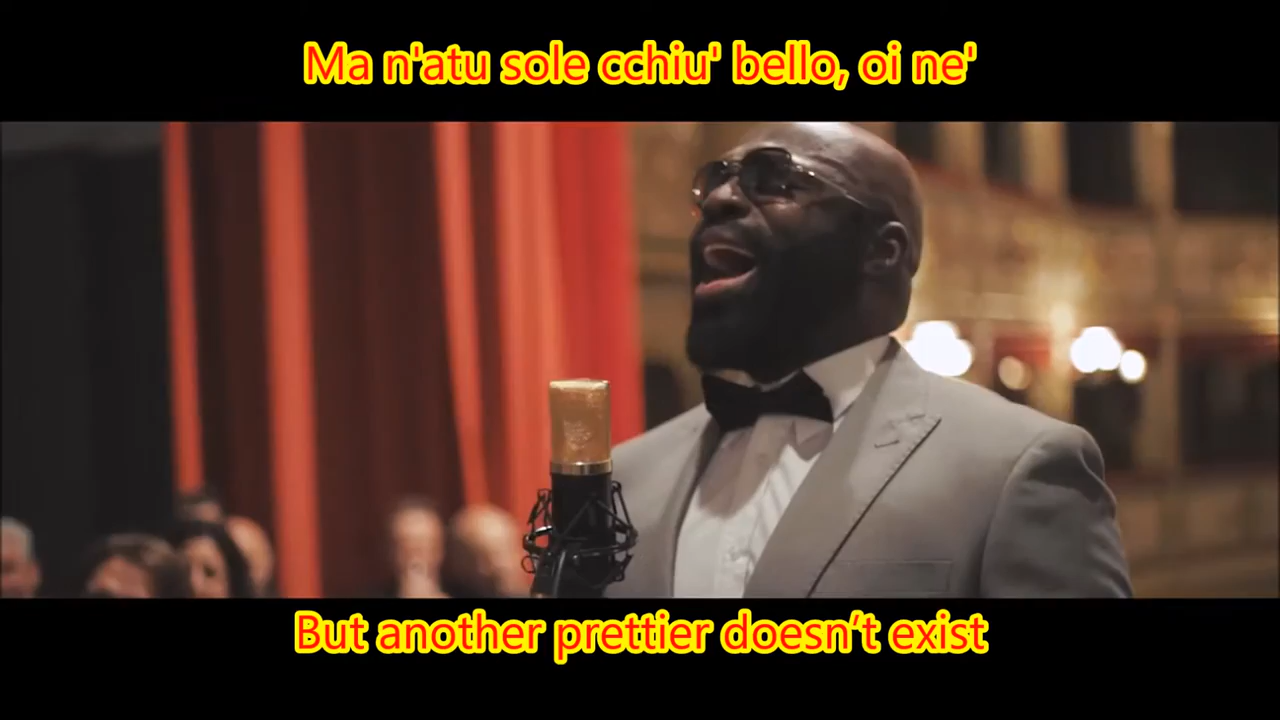 Ma n'atu sole cchiu' bello, oi ne'
But another prettier doesn’t exist